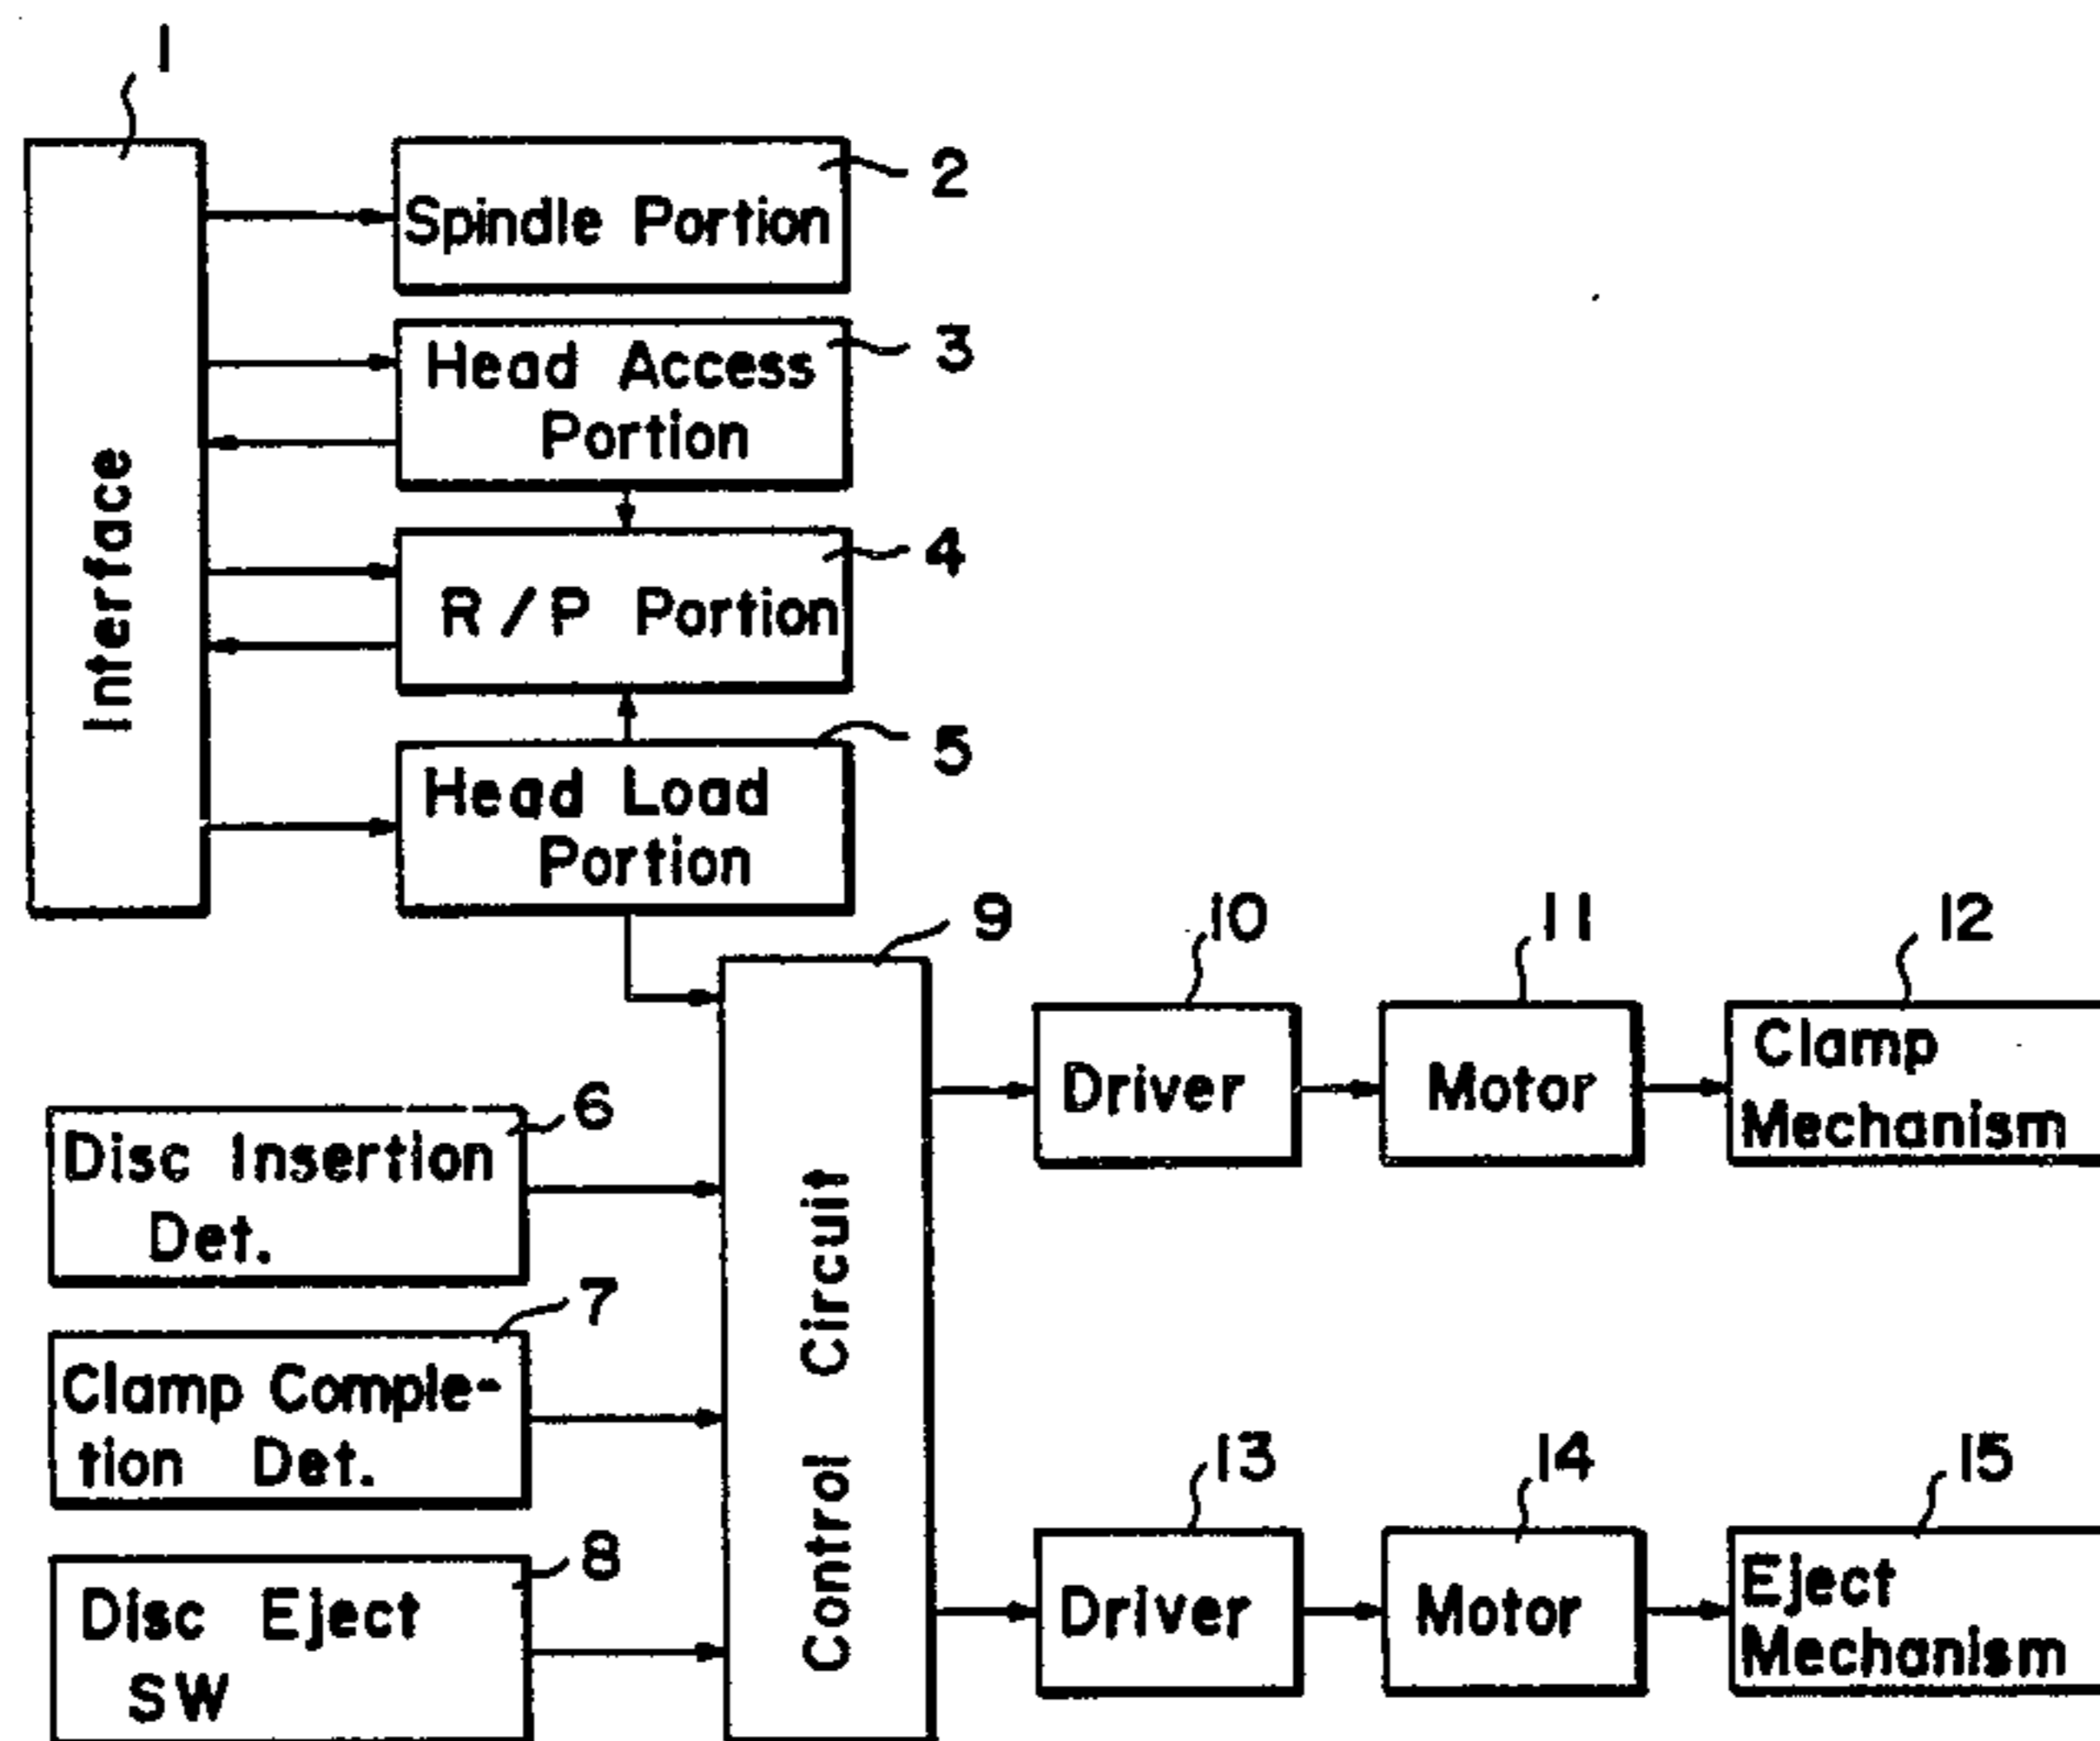 1
2
Spindle Portion
3
Head Access
Portion
4
R/P Portion
Interface
5
Head Load
Portion
9
10
11
12
Clamp
Mechanism
Driver
Motor
6
Disc Insertion
Det.
Control Circuit
7
Clamp Comple-
tion Det.
13
14
15
8
Disc Eject
SW
Driver
Motor
Eject
Mechanism